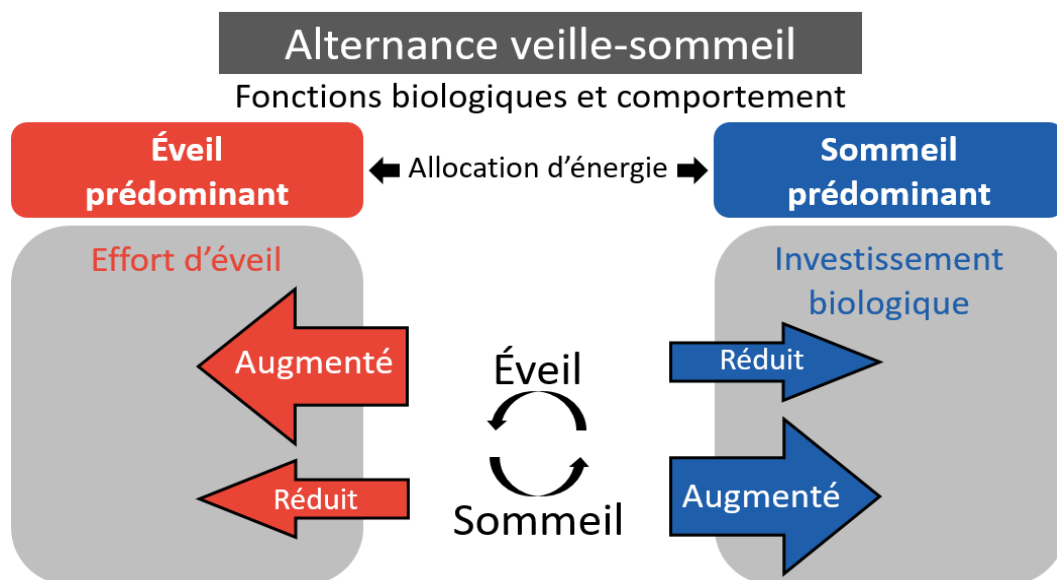 Alternance veille-sommeil
Fonctions biologiques et comportement
Éveil
prédominant
Allocation d’énergie
Sommeil
prédominant
Effort d’éveil
Investissement
biologique
Augmenté
Éveil
Réduit
Réduit
Sommeil
Augmenté